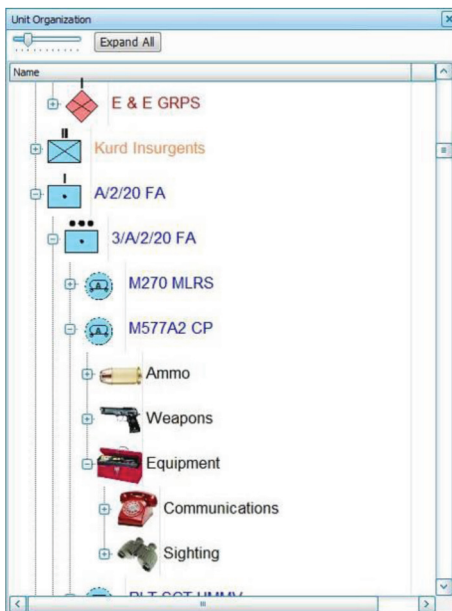 Unit Organization
Expand All
Name
E & E GRPS
Kurd Insurgents
A/2/20 FA
3/A/2/20 FA
M270 MLRS
M577A2 CP
Ammo
Weapons
Equipment
Communications
Sighting